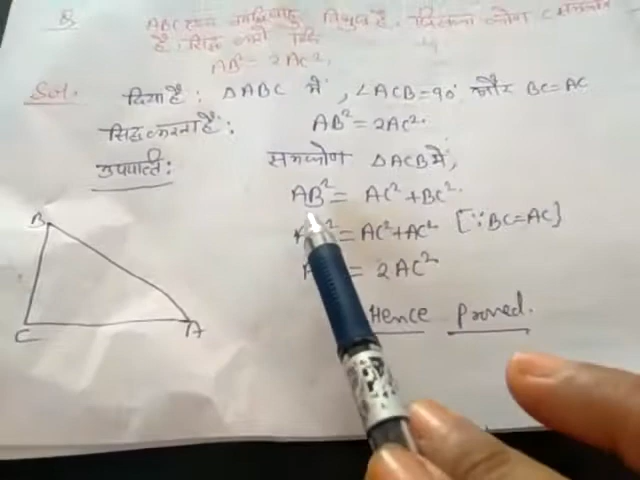 8 ABC एक समद्विबाहु त्रिभुज है. जिसका कोण C समकोण
है. सिद्ध करो कि
AB² = 2AC².
Sol. दिया है : ΔABC में , ∠ACB=90° और BC=AC
सिद्ध करना है : AB² = 2AC².
उपपत्ति : समकोण ΔACB में,
AB² = AC² + BC².
² = AC² + AC² [∵BC=AC]
= 2AC²
Hence Proved.
B
C A